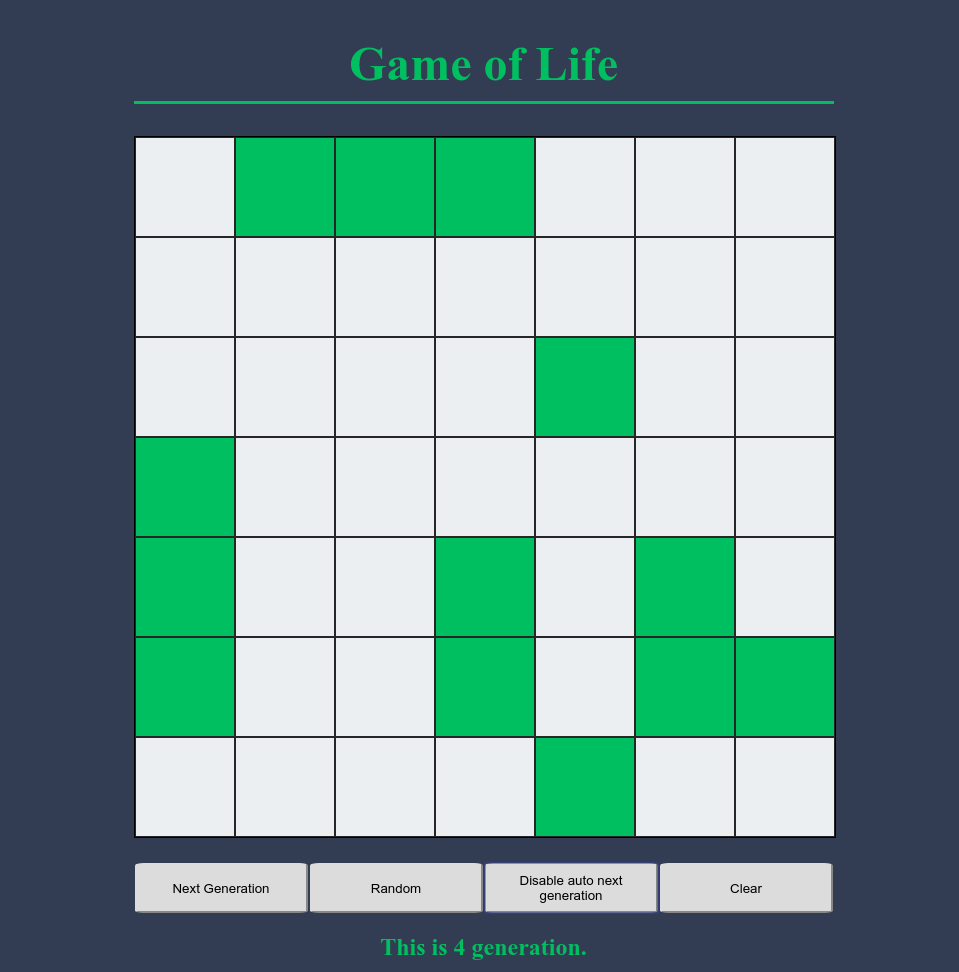 Game of Life
Next Generation
Random
Disable auto next
generation
Clear
This is 4 generation.